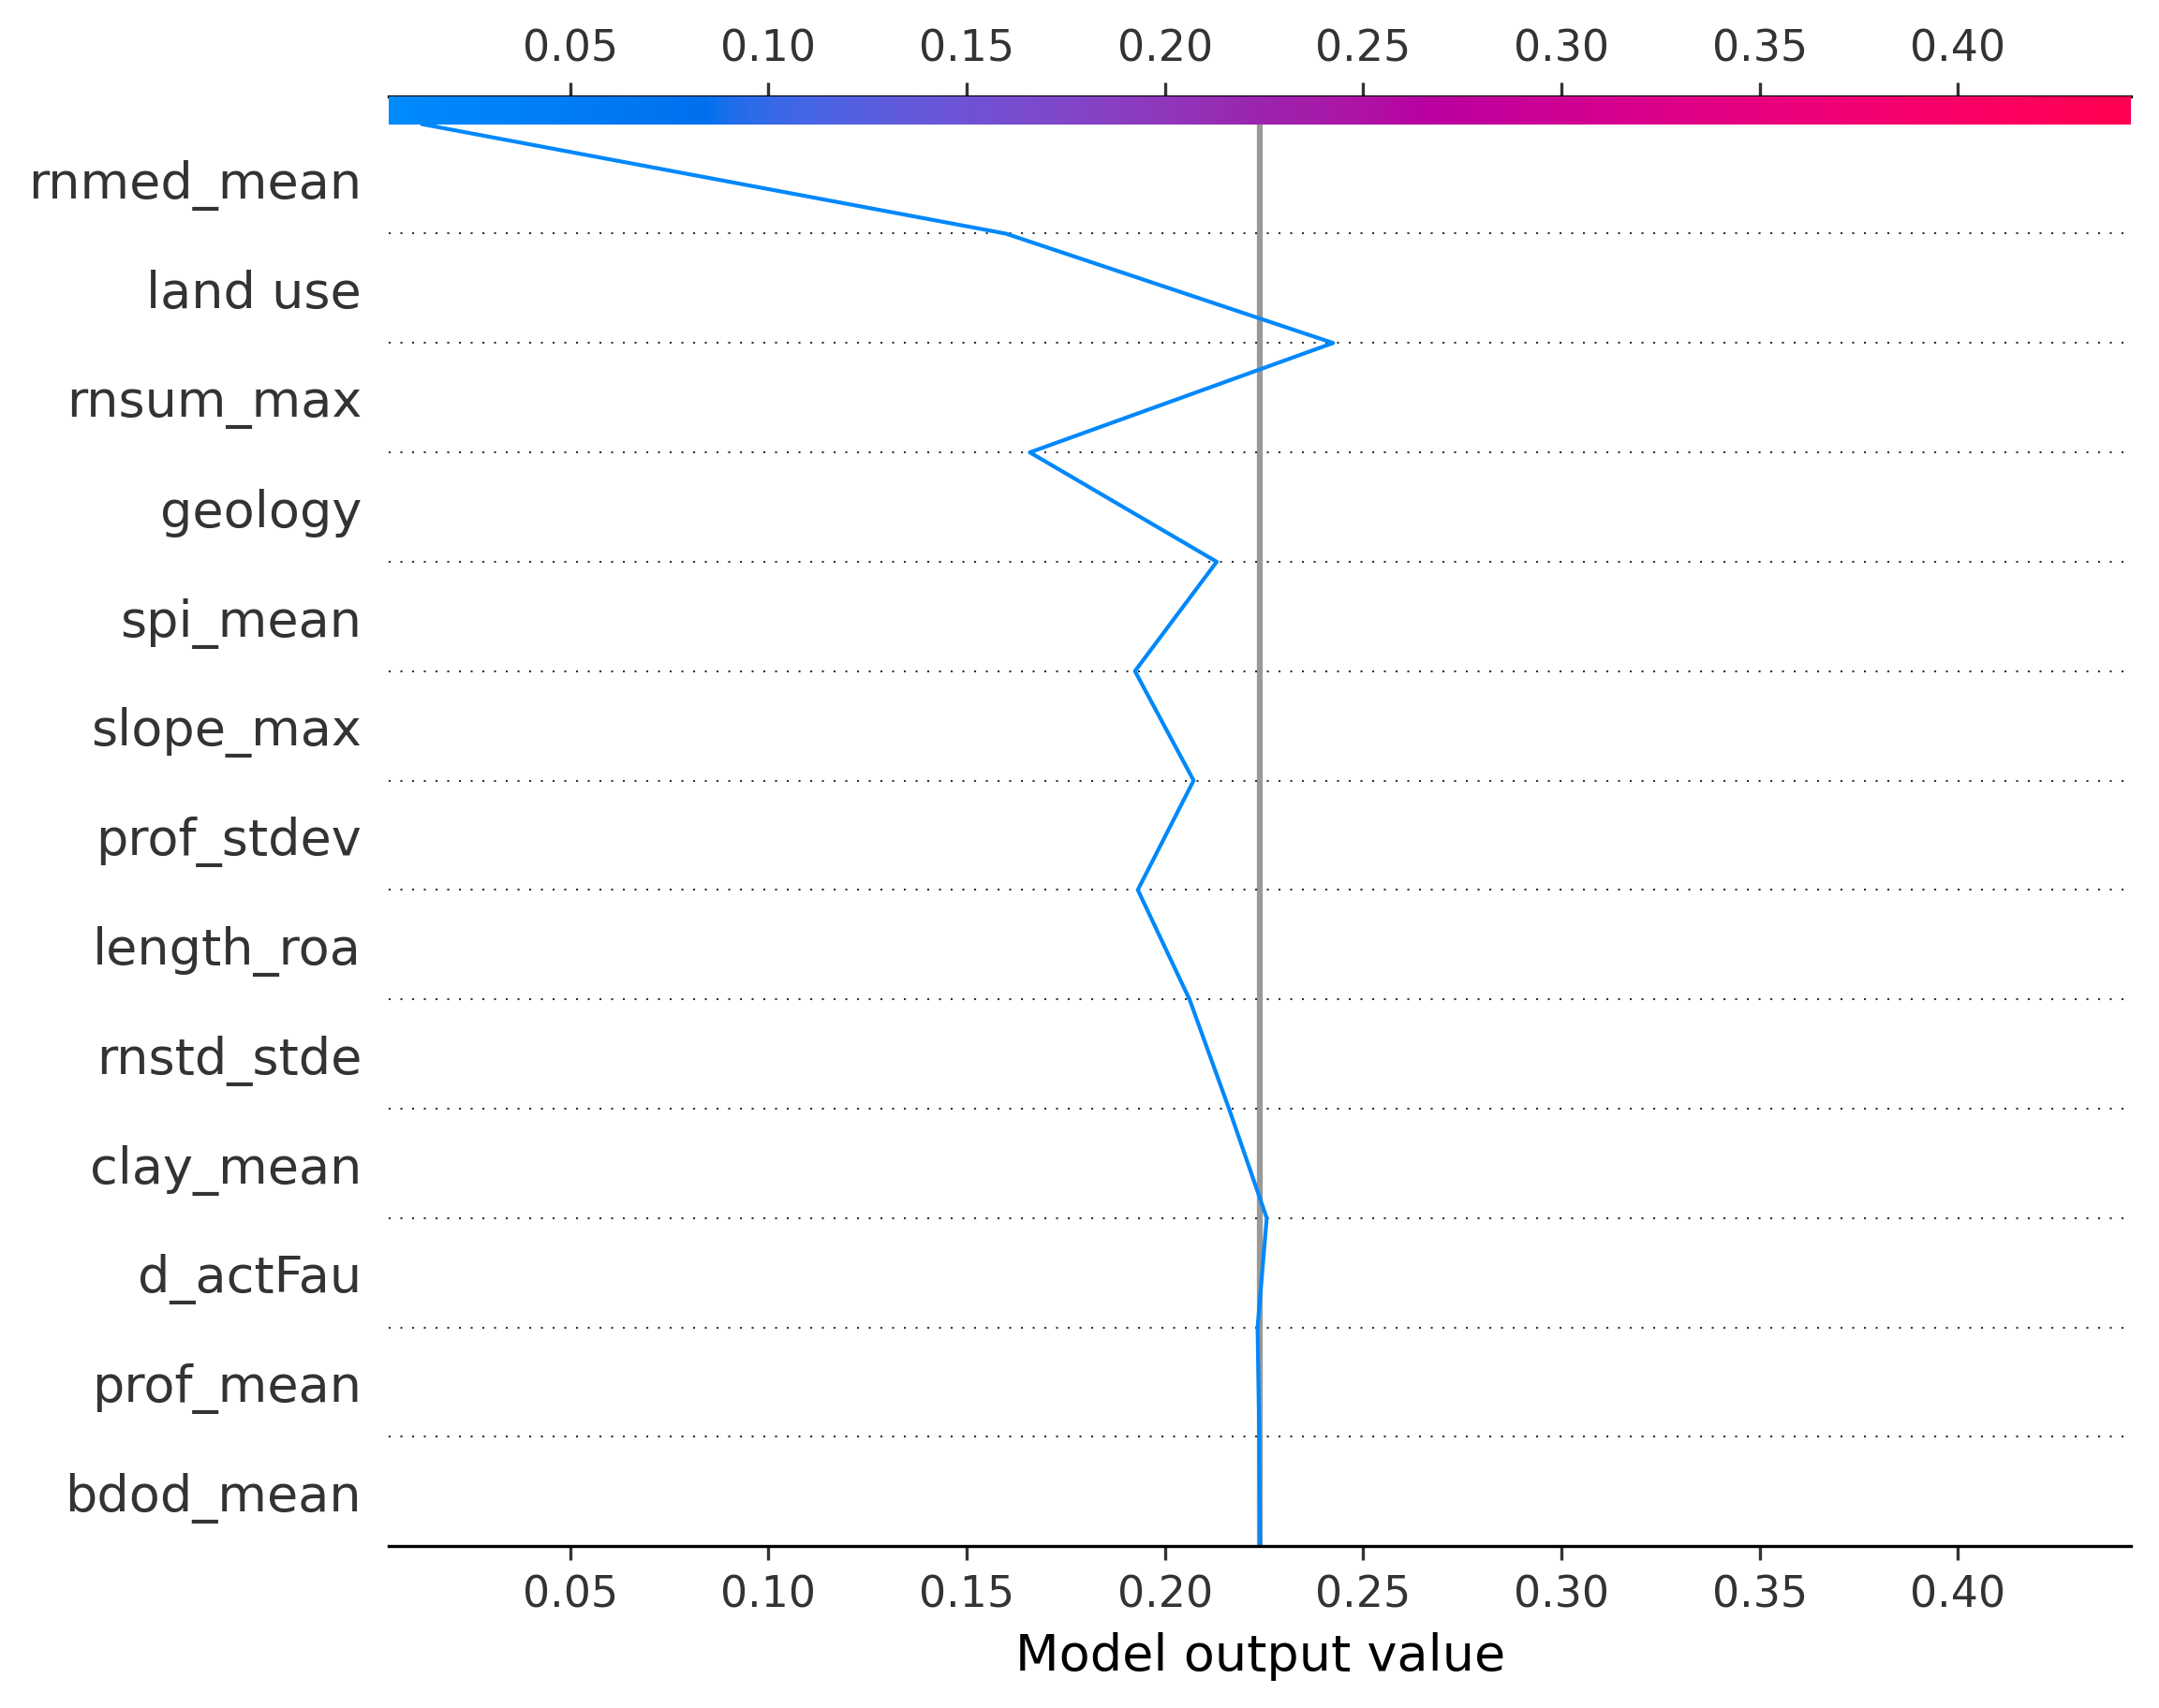 0.05 0.10 0.15 0.20 0.25 0.30 0.35 0.40
rnmed_mean
land use
rnsum_max
geology
spi_mean
slope_max
prof_stdev
length_roa
rnstd_stde
clay_mean
d_actFau
prof_mean
bdod_mean
0.05 0.10 0.15 0.20 0.25 0.30 0.35 0.40
Model output value